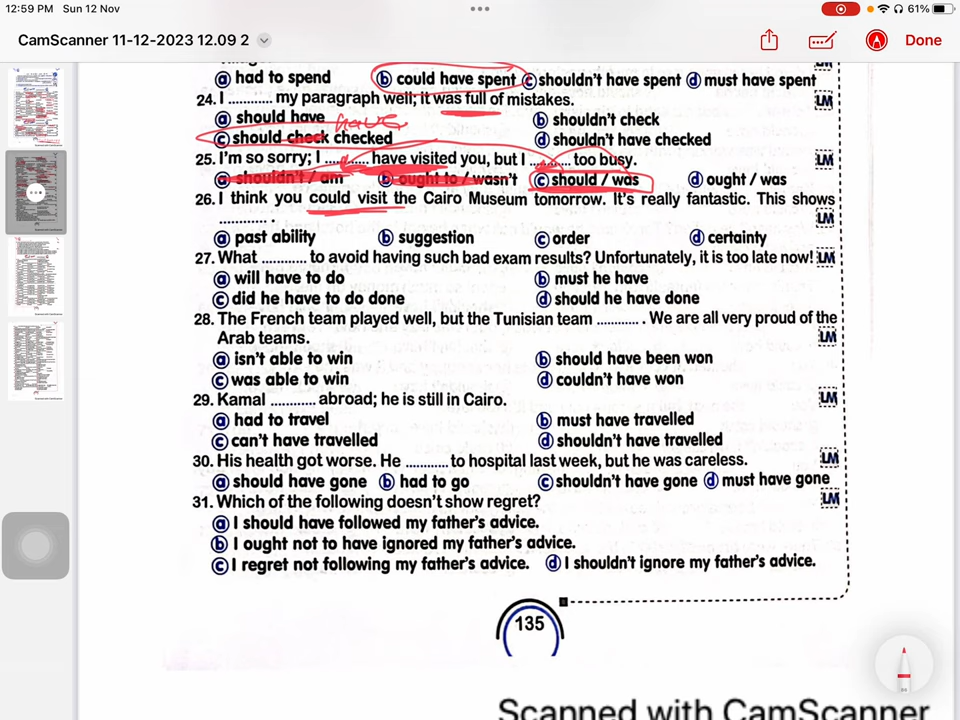 12:59 PM Sun 12 Nov
61%
CamScanner 11-12-2023 12.09 2
Done
ⓐ had to spend ⓑ could have spent ⓒ shouldn't have spent ⓓ must have spent
24. I ............ my paragraph well; it was full of mistakes. LM
ⓐ should have ⓑ shouldn't check
have
ⓒ should check checked ⓓ shouldn't have checked
25. I'm so sorry; I ............ have visited you, but I ............ too busy. LM
ⓐ shouldn't / am ⓑ ought to / wasn't ⓒ should / was ⓓ ought / was
26. I think you could visit the Cairo Museum tomorrow. It's really fantastic. This shows
............ . LM
ⓐ past ability ⓑ suggestion ⓒ order ⓓ certainty
27. What ............ to avoid having such bad exam results? Unfortunately, it is too late now! LM
ⓐ will have to do ⓑ must he have
ⓒ did he have to do done ⓓ should he have done
28. The French team played well, but the Tunisian team ............ . We are all very proud of the
Arab teams. LM
ⓐ isn't able to win ⓑ should have been won
ⓒ was able to win ⓓ couldn't have won
29. Kamal ............ abroad; he is still in Cairo. LM
ⓐ had to travel ⓑ must have travelled
ⓒ can't have travelled ⓓ shouldn't have travelled
30. His health got worse. He ............ to hospital last week, but he was careless. LM
ⓐ should have gone ⓑ had to go ⓒ shouldn't have gone ⓓ must have gone
31. Which of the following doesn't show regret? LM
ⓐ I should have followed my father's advice.
ⓑ I ought not to have ignored my father's advice.
ⓒ I regret not following my father's advice. ⓓ I shouldn't ignore my father's advice.
135
Scanned with CamScanner